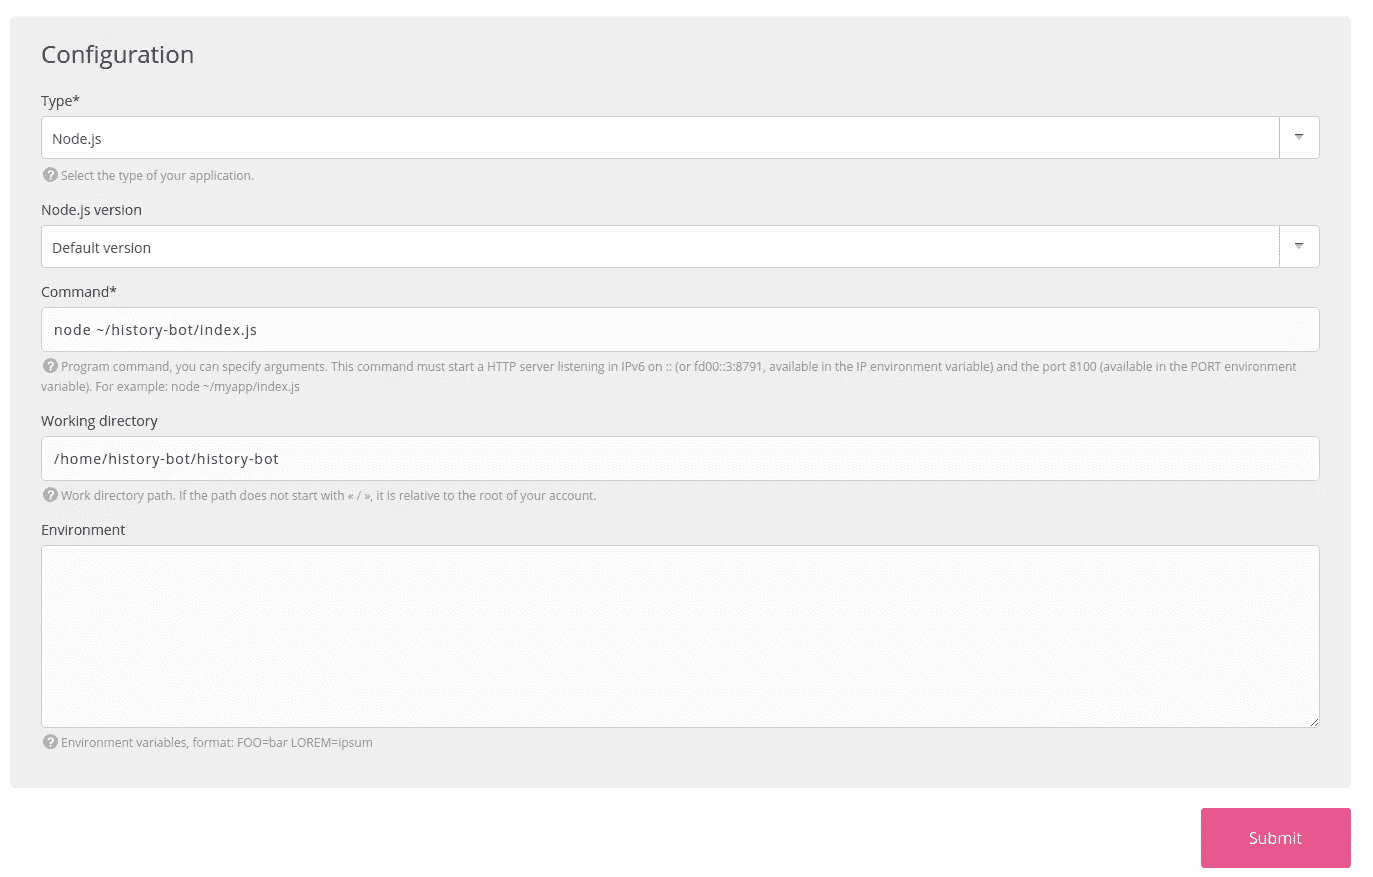 Configuration
Type*
Node.js
Select the type of your application.
Node.js version
Default version
Command*
node ~/history-bot/index.js
Program command, you can specify arguments. This command must start a HTTP server listening in IPv6 on :: (or fd00::3:8791, available in the IP environment variable) and the port 8100 (available in the PORT environment
variable). For example: node ~/myapp/index.js
Working directory
/home/history-bot/history-bot
Work directory path. If the path does not start with « / », it is relative to the root of your account.
Environment
Environment variables, format: FOO=bar LOREM=ipsum
Submit